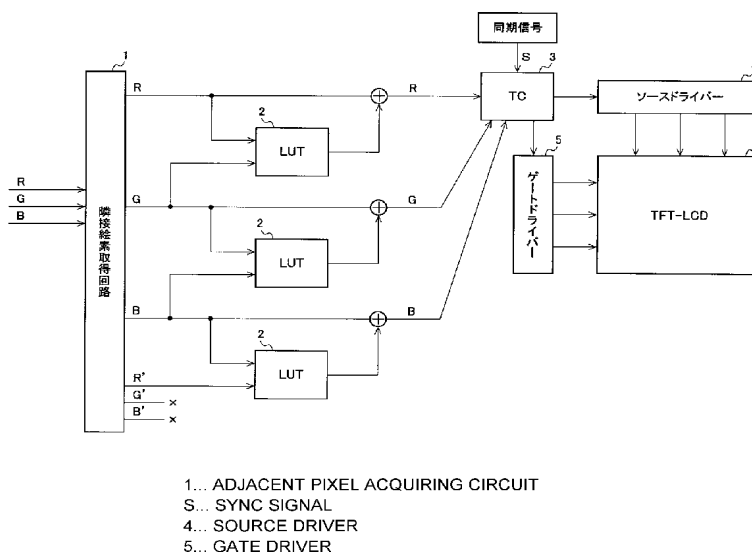 同期信号
S
1
R
R
3
TC
ソースドライバー
2
LUT
5
R
G
B
隣接絵素取得回路
G
G
ゲートドライバー
TFT-LCD
2
LUT
B
B
2
LUT
R'
G' ×
B' ×
1... ADJACENT PIXEL ACQUIRING CIRCUIT
S... SYNC SIGNAL
4... SOURCE DRIVER
5... GATE DRIVER